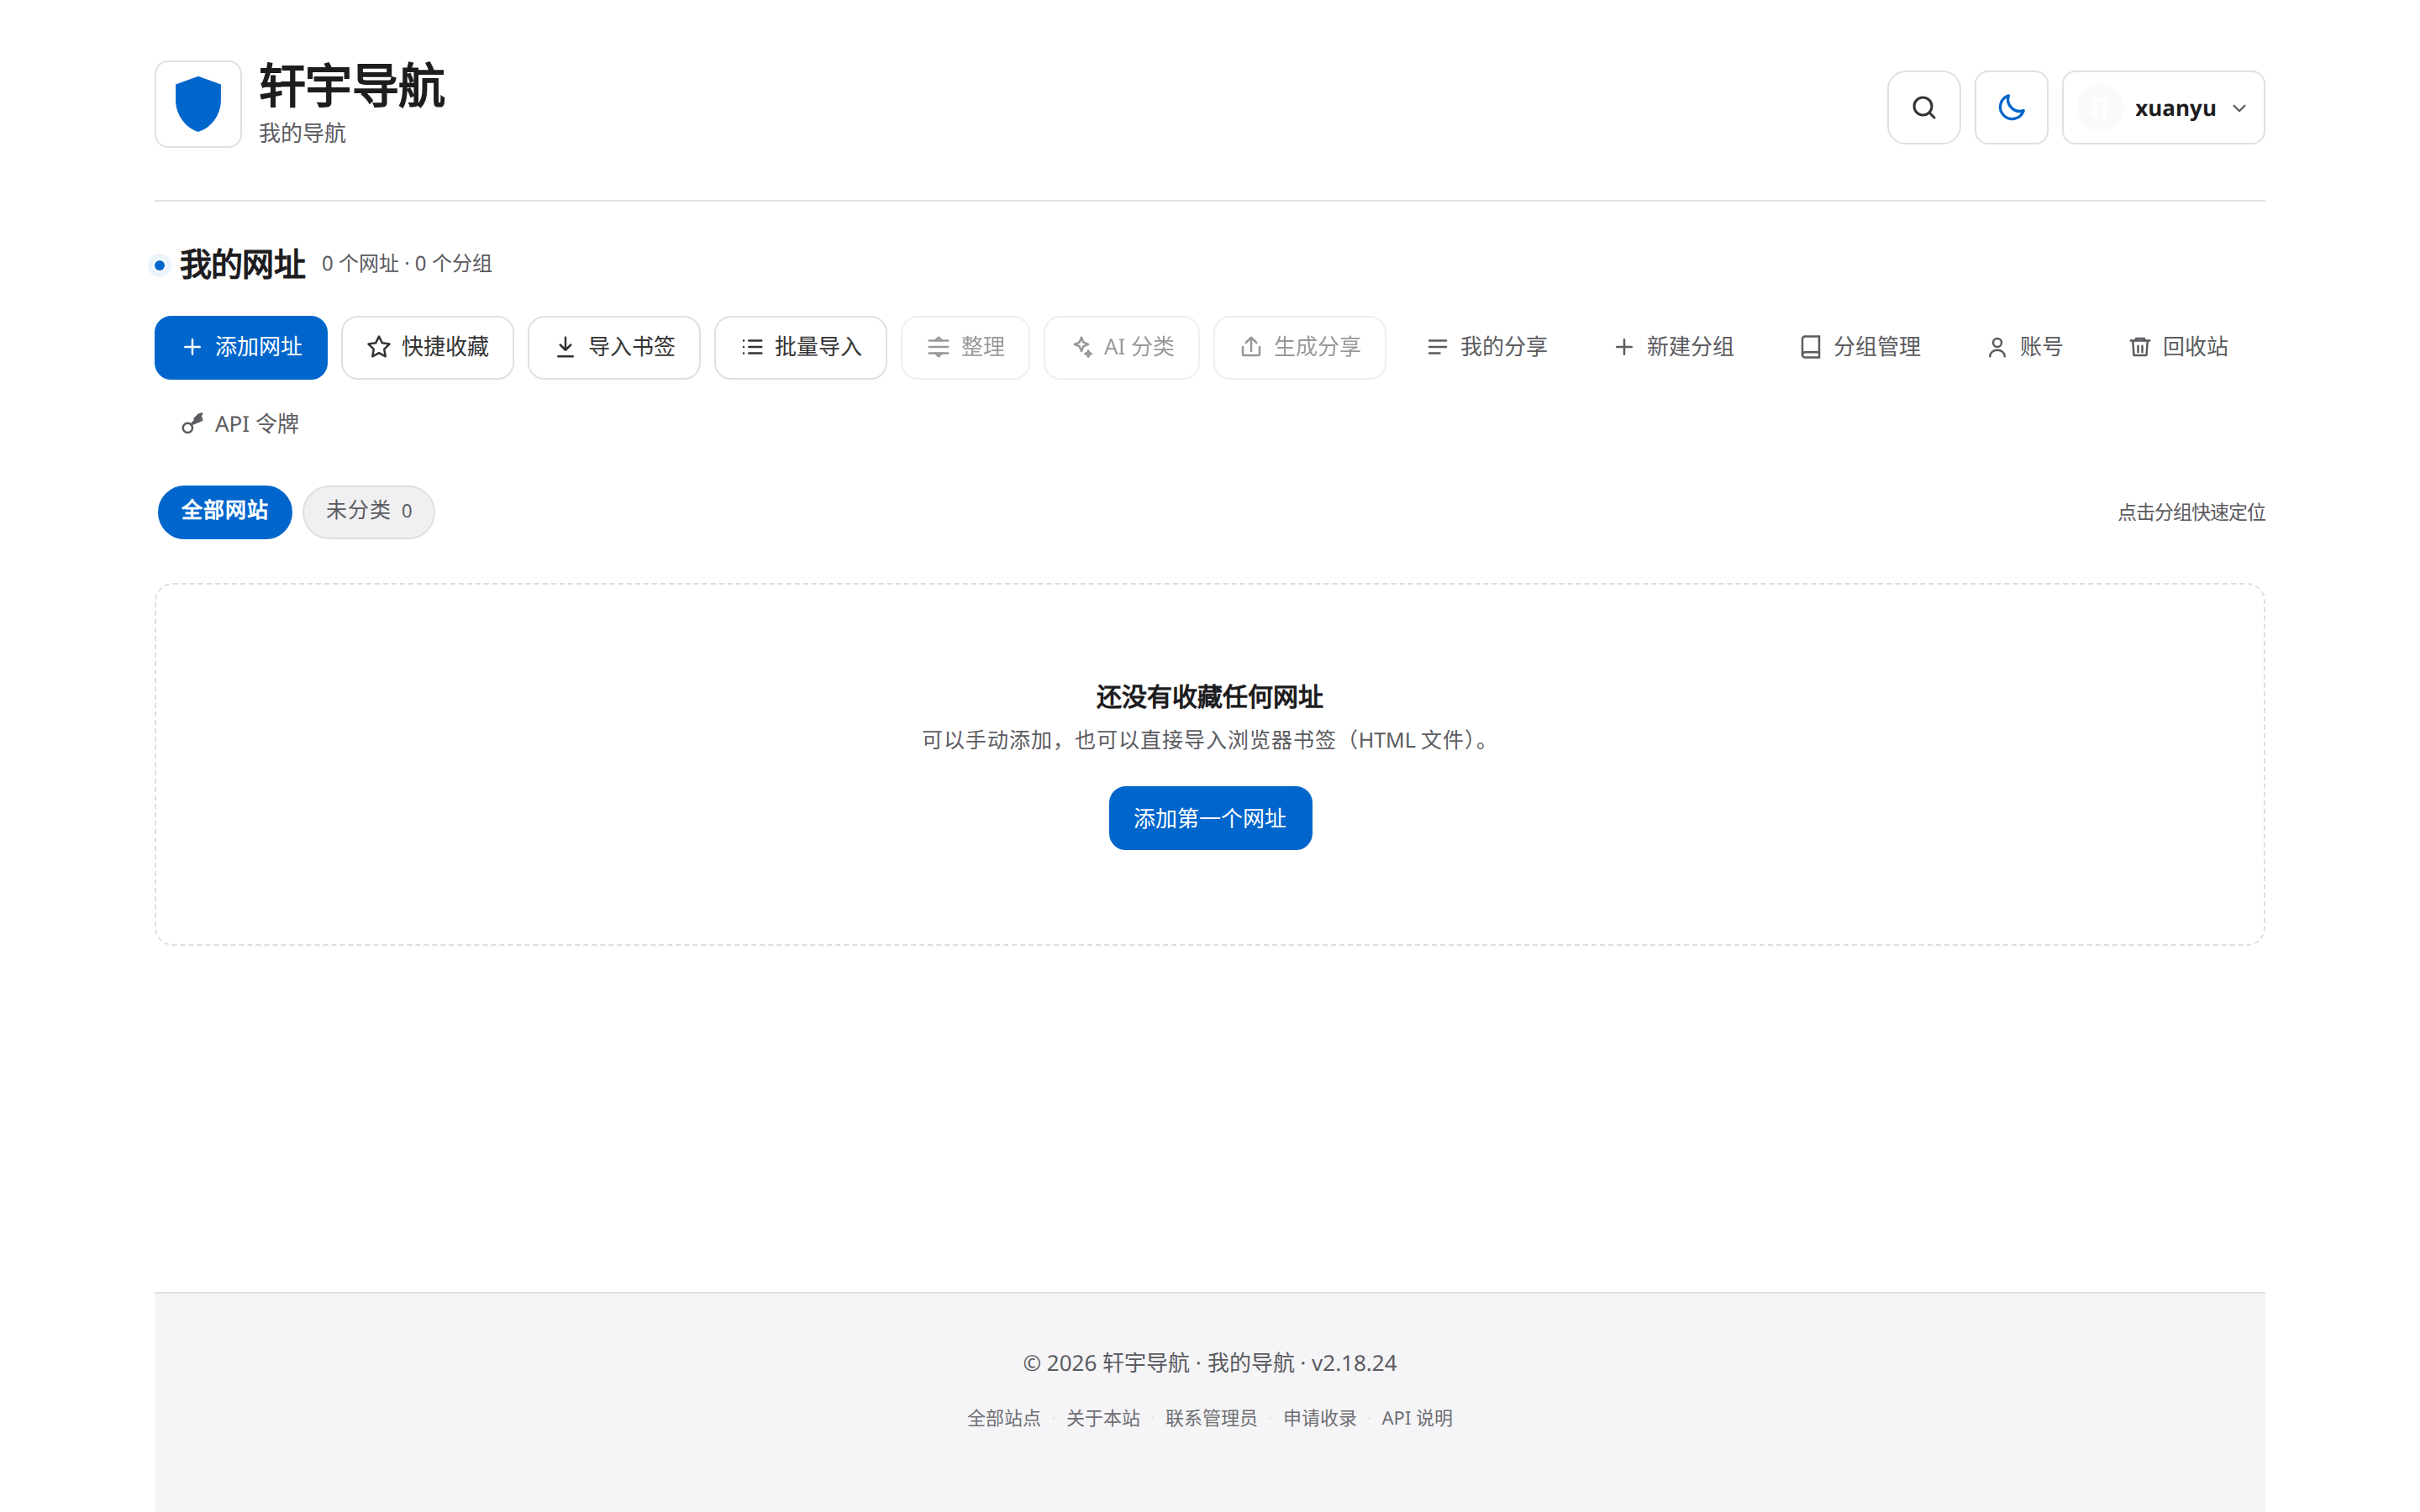 轩宇导航
我的导航
xuanyu
我的网址 0 个网址 · 0 个分组
添加网址 快捷收藏 导入书签 批量导入 整理 AI 分类 生成分享 我的分享 新建分组 分组管理 账号 回收站
API 令牌
全部网站 未分类 0 点击分组快速定位
还没有收藏任何网址
可以手动添加，也可以直接导入浏览器书签（HTML 文件）。
添加第一个网址
© 2026 轩宇导航 · 我的导航 · v2.18.24
全部站点 · 关于本站 · 联系管理员 · 申请收录 · API 说明